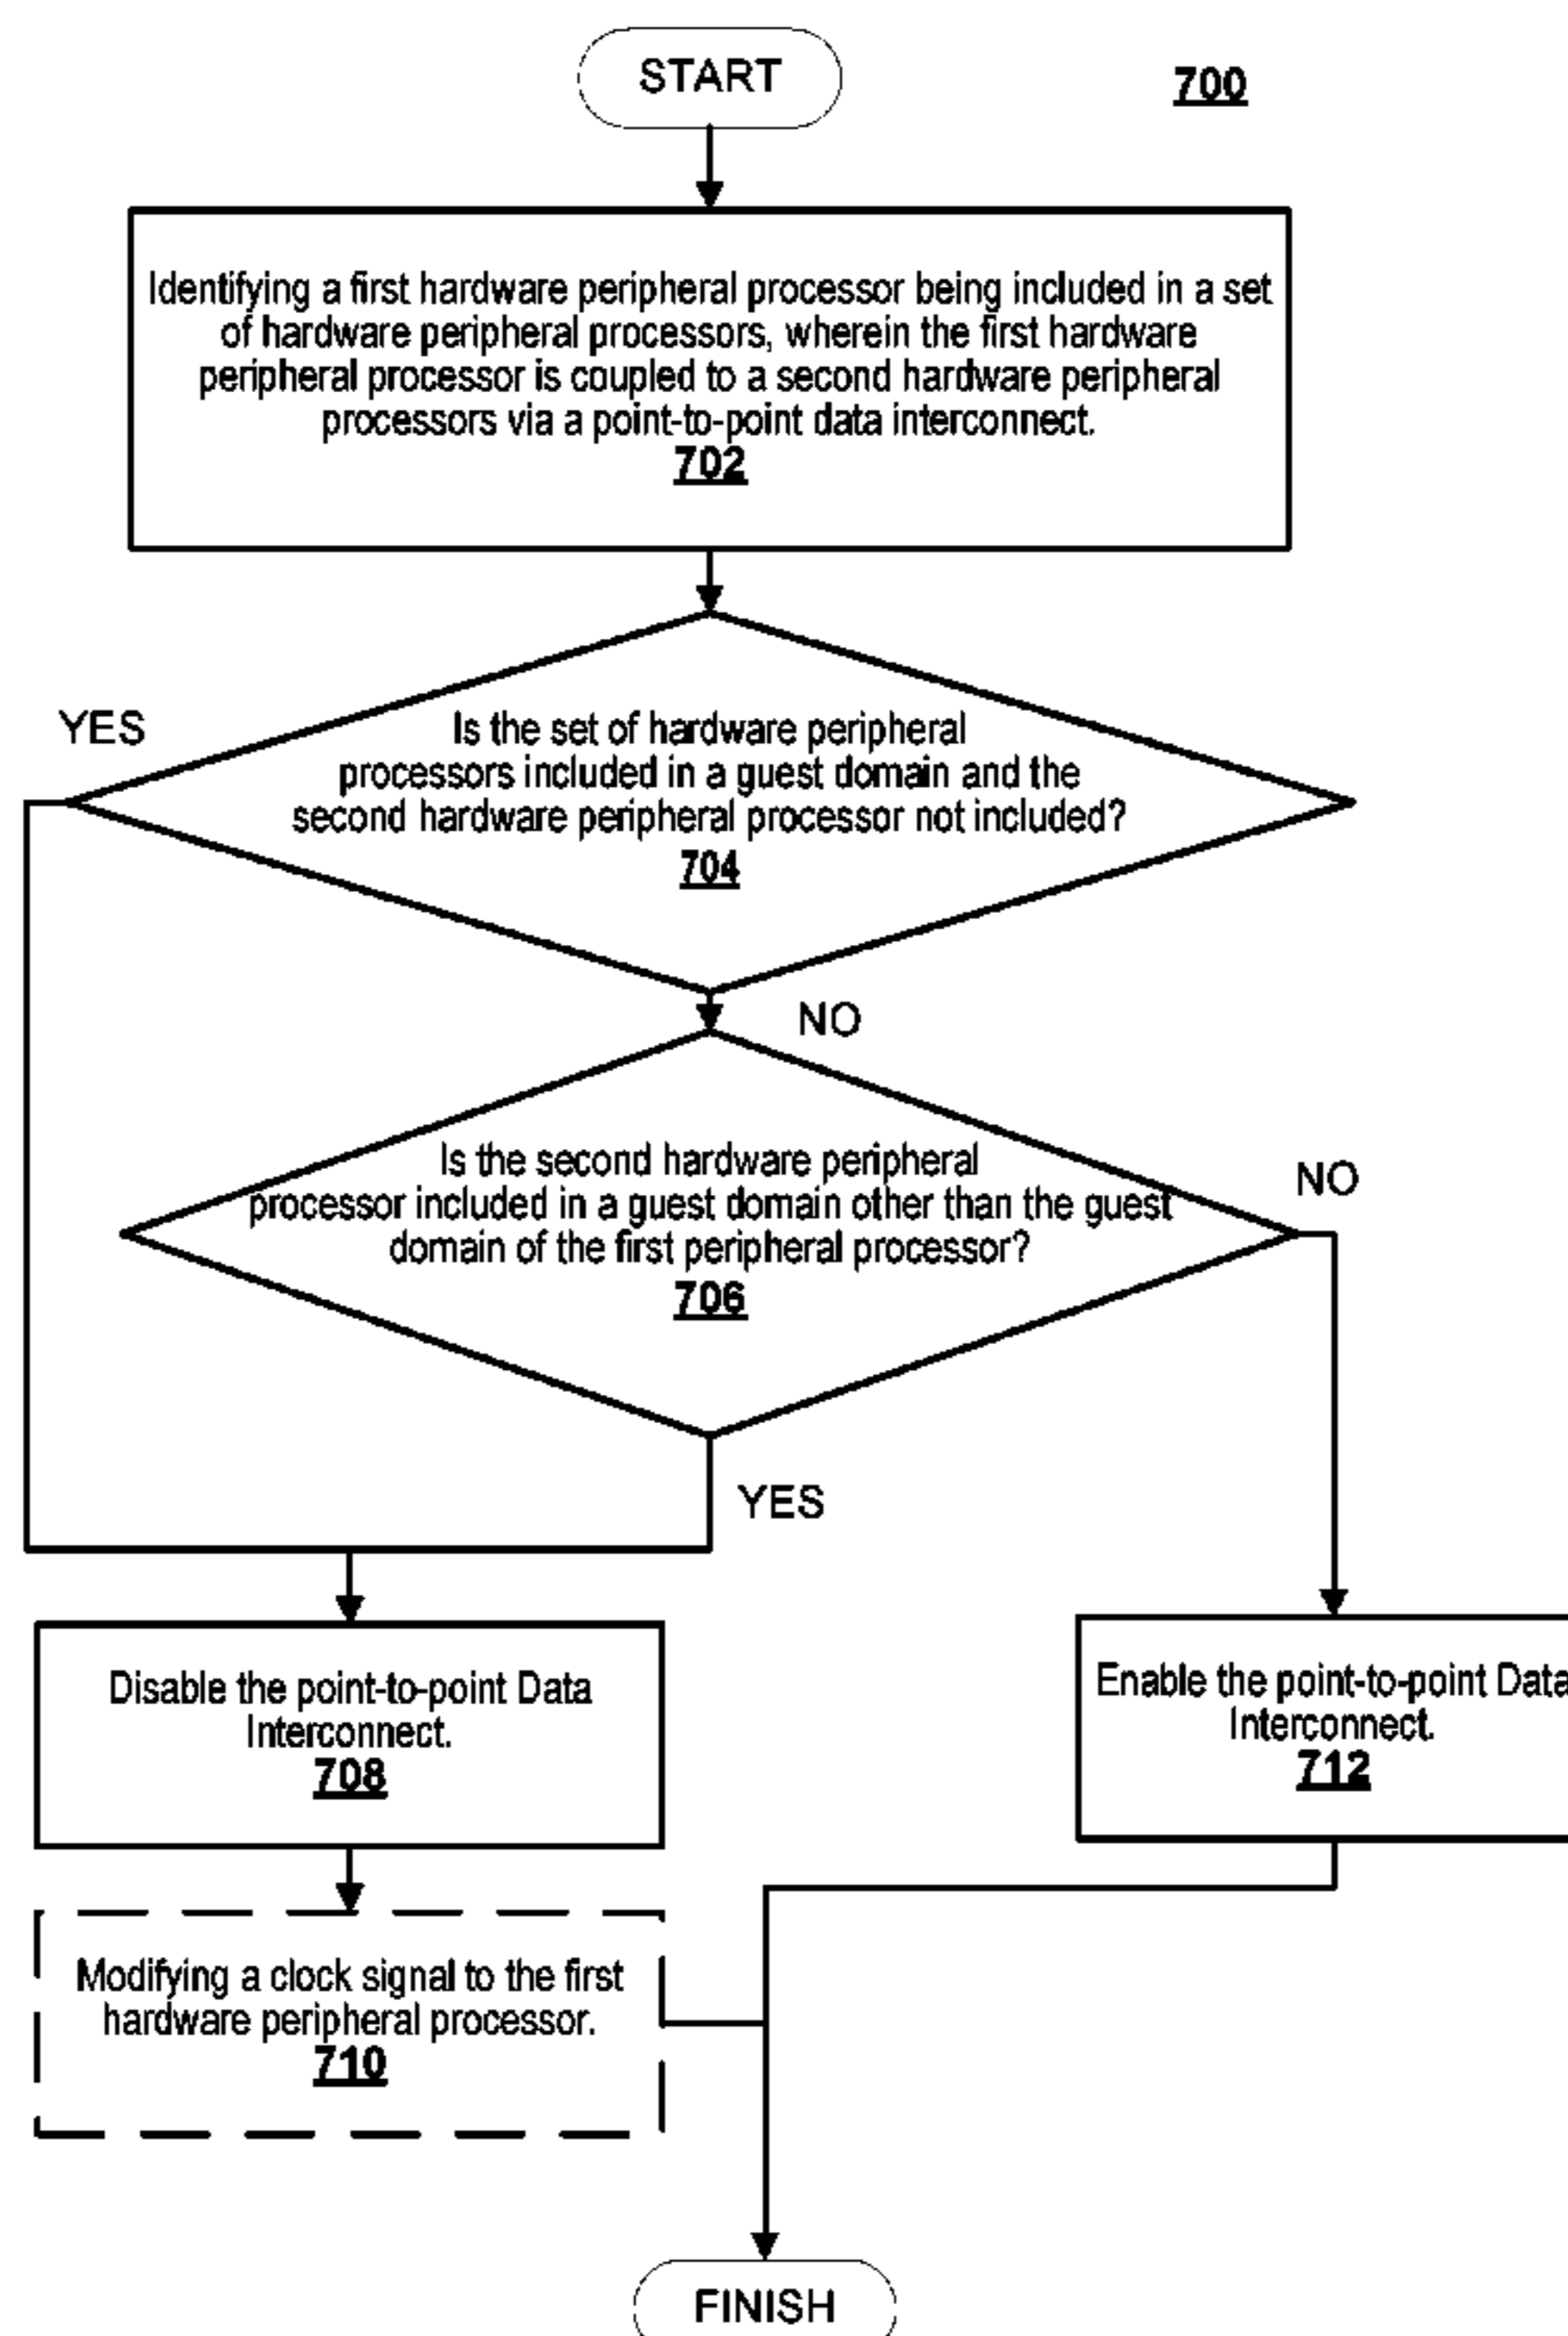 START
700
Identifying a first hardware peripheral processor being included in a set
of hardware peripheral processors, wherein the first hardware
peripheral processor is coupled to a second hardware peripheral
processors via a point-to-point data interconnect.
702
YES
Is the set of hardware peripheral
processors included in a guest domain and the
second hardware peripheral processor not included?
704
NO
Is the second hardware peripheral
processor included in a guest domain other than the guest
domain of the first peripheral processor?
706
NO
YES
Disable the point-to-point Data
Interconnect.
708
Enable the point-to-point Data
Interconnect.
712
Modifying a clock signal to the first
hardware peripheral processor.
710
FINISH